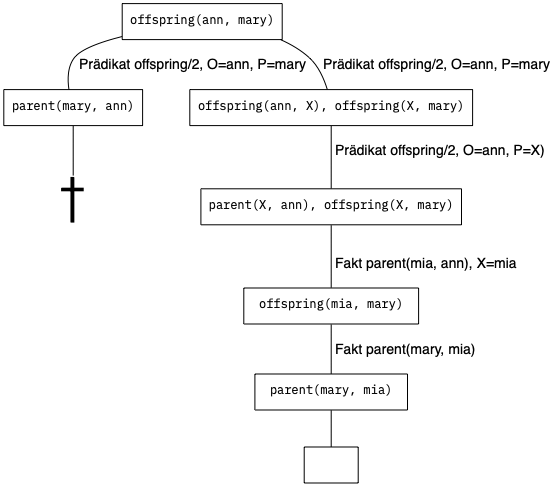 offspring(ann, mary)
Prädikat offspring/2, O=ann, P=mary
Prädikat offspring/2, O=ann, P=mary
parent(mary, ann)
offspring(ann, X), offspring(X, mary)
Prädikat offspring/2, O=ann, P=X)
parent(X, ann), offspring(X, mary)
Fakt parent(mia, ann), X=mia
offspring(mia, mary)
Fakt parent(mary, mia)
parent(mary, mia)